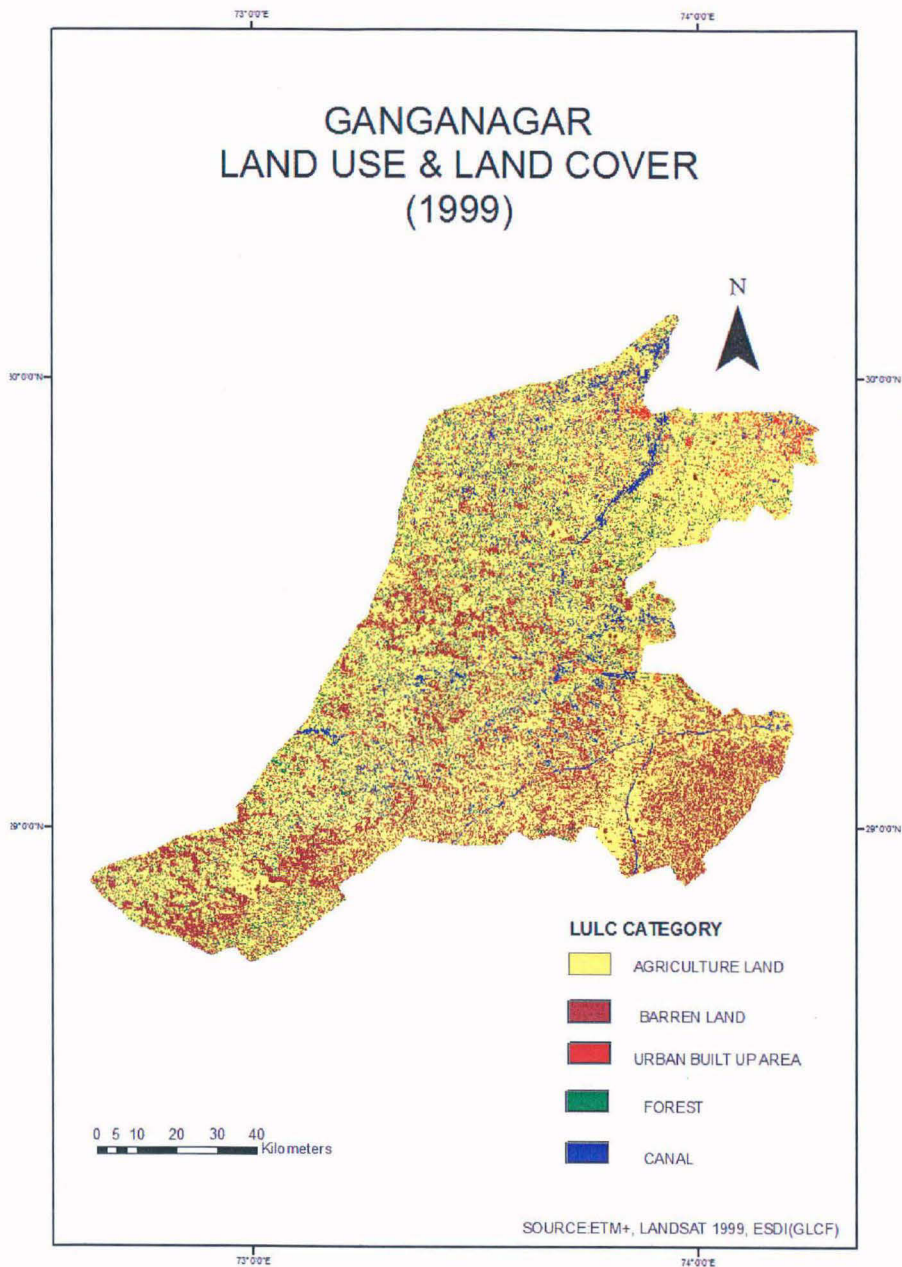 73°0'0"E 74°0'0"E
GANGANAGAR
LAND USE & LAND COVER
(1999)
N
30°0'0"N 30°0'0"N
29°0'0"N 29°0'0"N
LULC CATEGORY
AGRICULTURE LAND
BARREN LAND
URBAN BUILT UP AREA
FOREST
CANAL
0 5 10 20 30 40
Kilometers
SOURCE:ETM+, LANDSAT 1999, ESDI(GLCF)
73°0'0"E 74°0'0"E